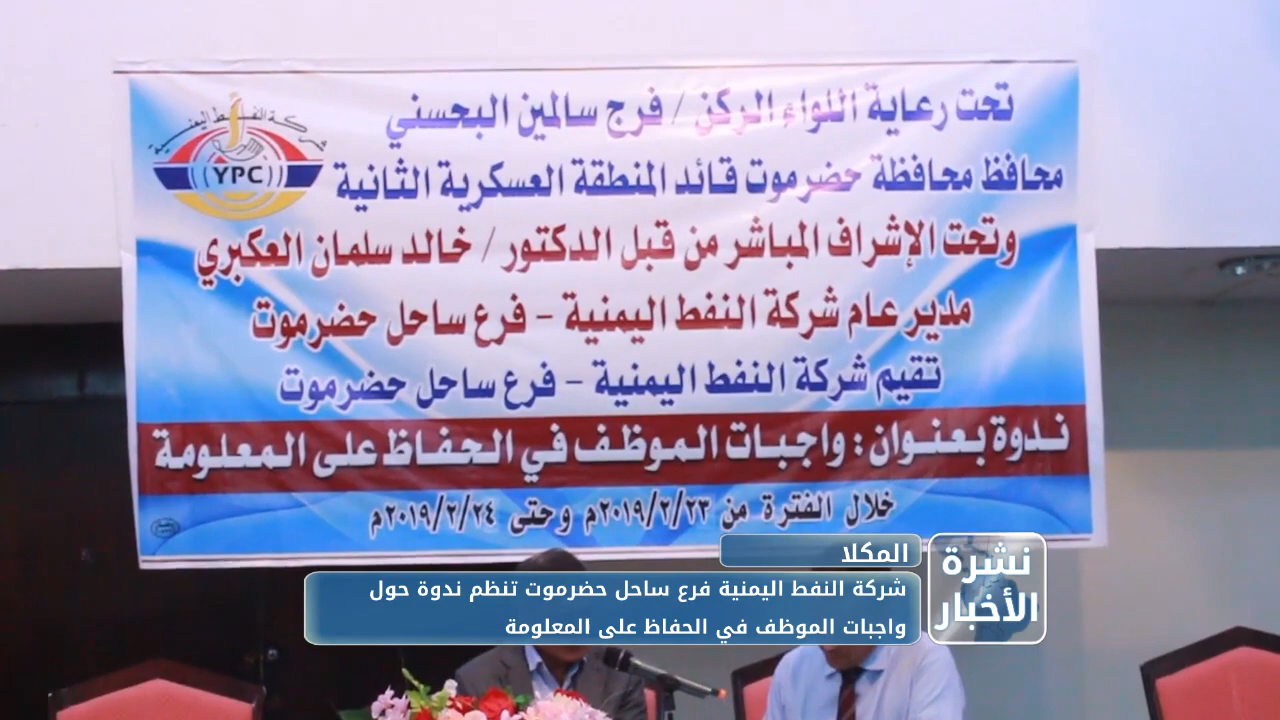 تحت رعاية اللواء الركن / فرج سالمين البحسني
محافظ محافظة حضرموت قائد المنطقة العسكرية الثانية
شركة النفط اليمنية
YPC
وتحت الإشراف المباشر من قبل الدكتور / خالد سلمان العكبري
مدير عام شركة النفط اليمنية - فرع ساحل حضرموت
تقيم شركة النفط اليمنية - فرع ساحل حضرموت
ندوة بعنوان : واجبات الموظف في الحفاظ على المعلومة
خلال الفترة من ٢٠١٩/٢/٢٣م وحتى ٢٠١٩/٢/٢٤م
نشرة
الأخبار
المكلا
شركة النفط اليمنية فرع ساحل حضرموت تنظم ندوة حول
واجبات الموظف في الحفاظ على المعلومة